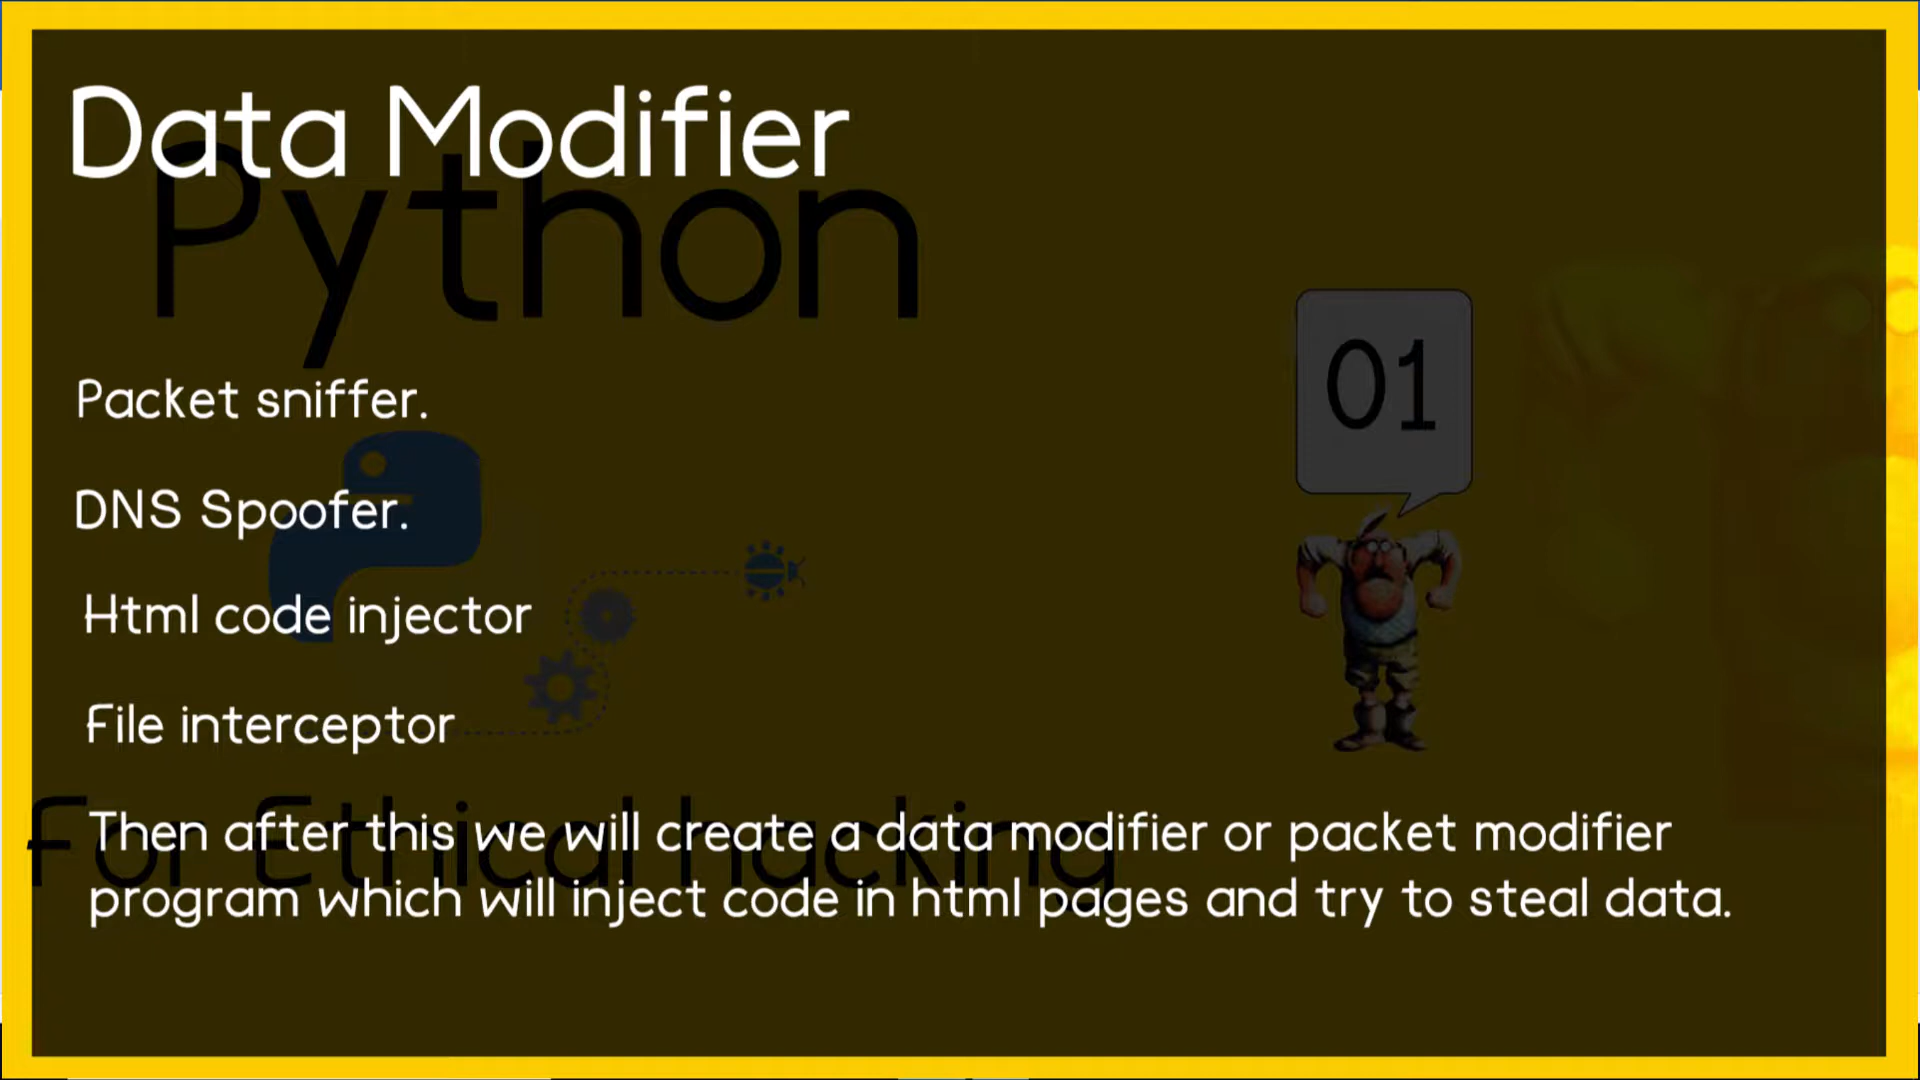 Data Modifier
Python
01
Packet sniffer.
DNS Spoofer.
Html code injector
File interceptor
For Ethical hacking
Then after this we will create a data modifier or packet modifier
program which will inject code in html pages and try to steal data.